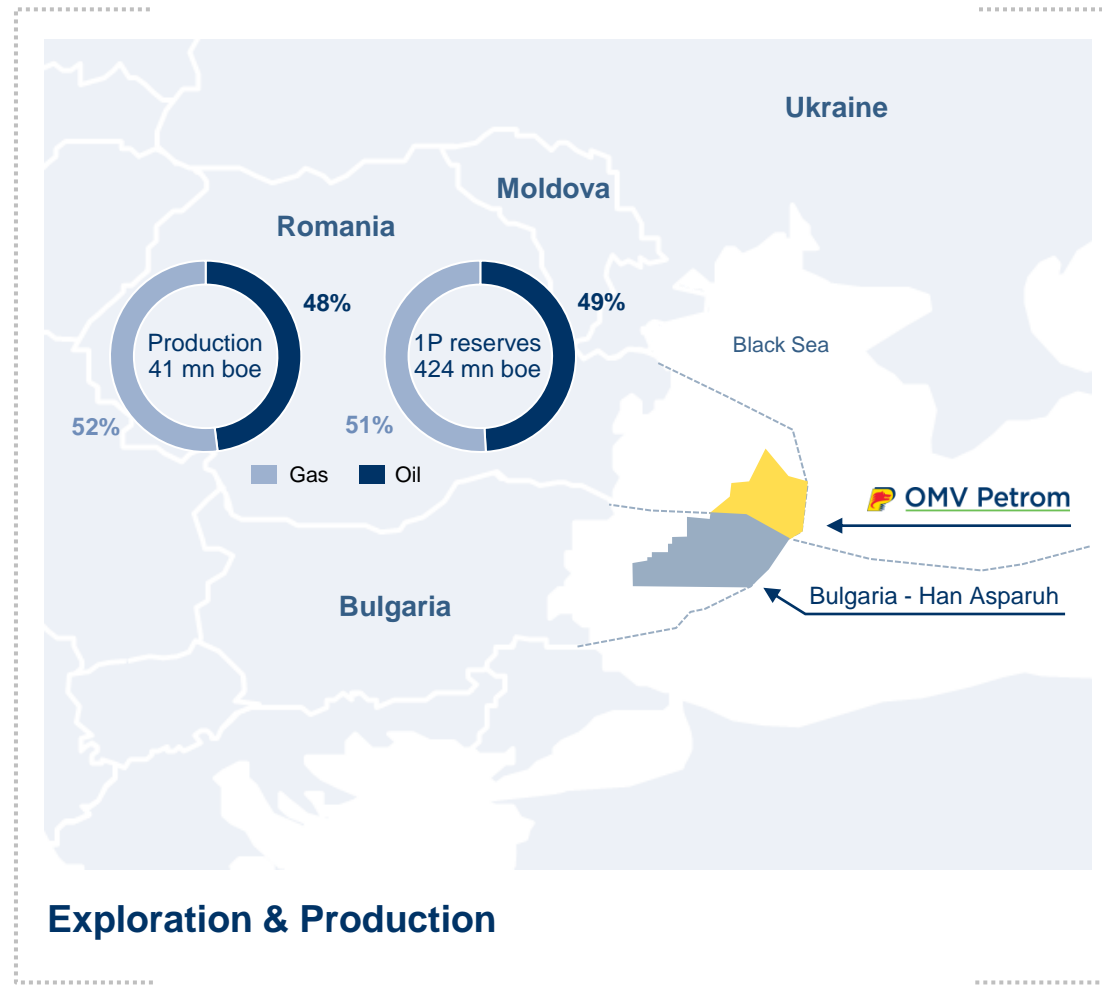 Ukraine
Moldova
Romania
48%
49%
Production
41 mn boe
1P reserves
424 mn boe
Black Sea
52%
51%
Gas
Oil
OMV Petrom
Bulgaria - Han Asparuh
Bulgaria
Exploration & Production